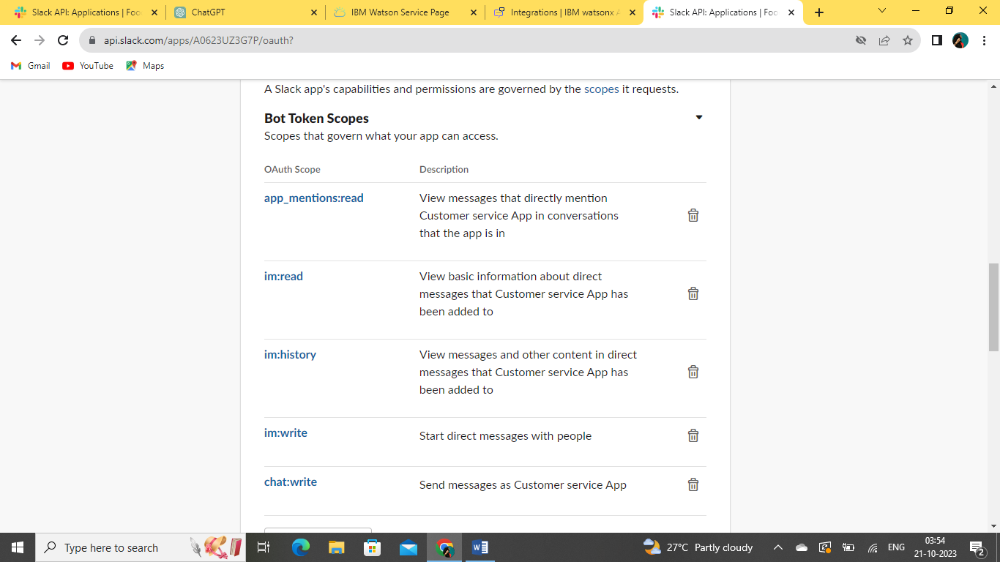 Slack API: Applications | Foo
ChatGPT
IBM Watson Service Page
Integrations | IBM watsonx A
Slack API: Applications | Foo
api.slack.com/apps/A0623UZ3G7P/oauth?
Gmail
YouTube
Maps
A Slack app's capabilities and permissions are governed by the scopes it requests.
Bot Token Scopes
Scopes that govern what your app can access.
OAuth Scope
Description
app_mentions:read
View messages that directly mention
Customer service App in conversations
that the app is in
im:read
View basic information about direct
messages that Customer service App has
been added to
im:history
View messages and other content in direct
messages that Customer service App has
been added to
im:write
Start direct messages with people
chat:write
Send messages as Customer service App
Type here to search
27°C Partly cloudy
ENG
03:54
21-10-2023
2